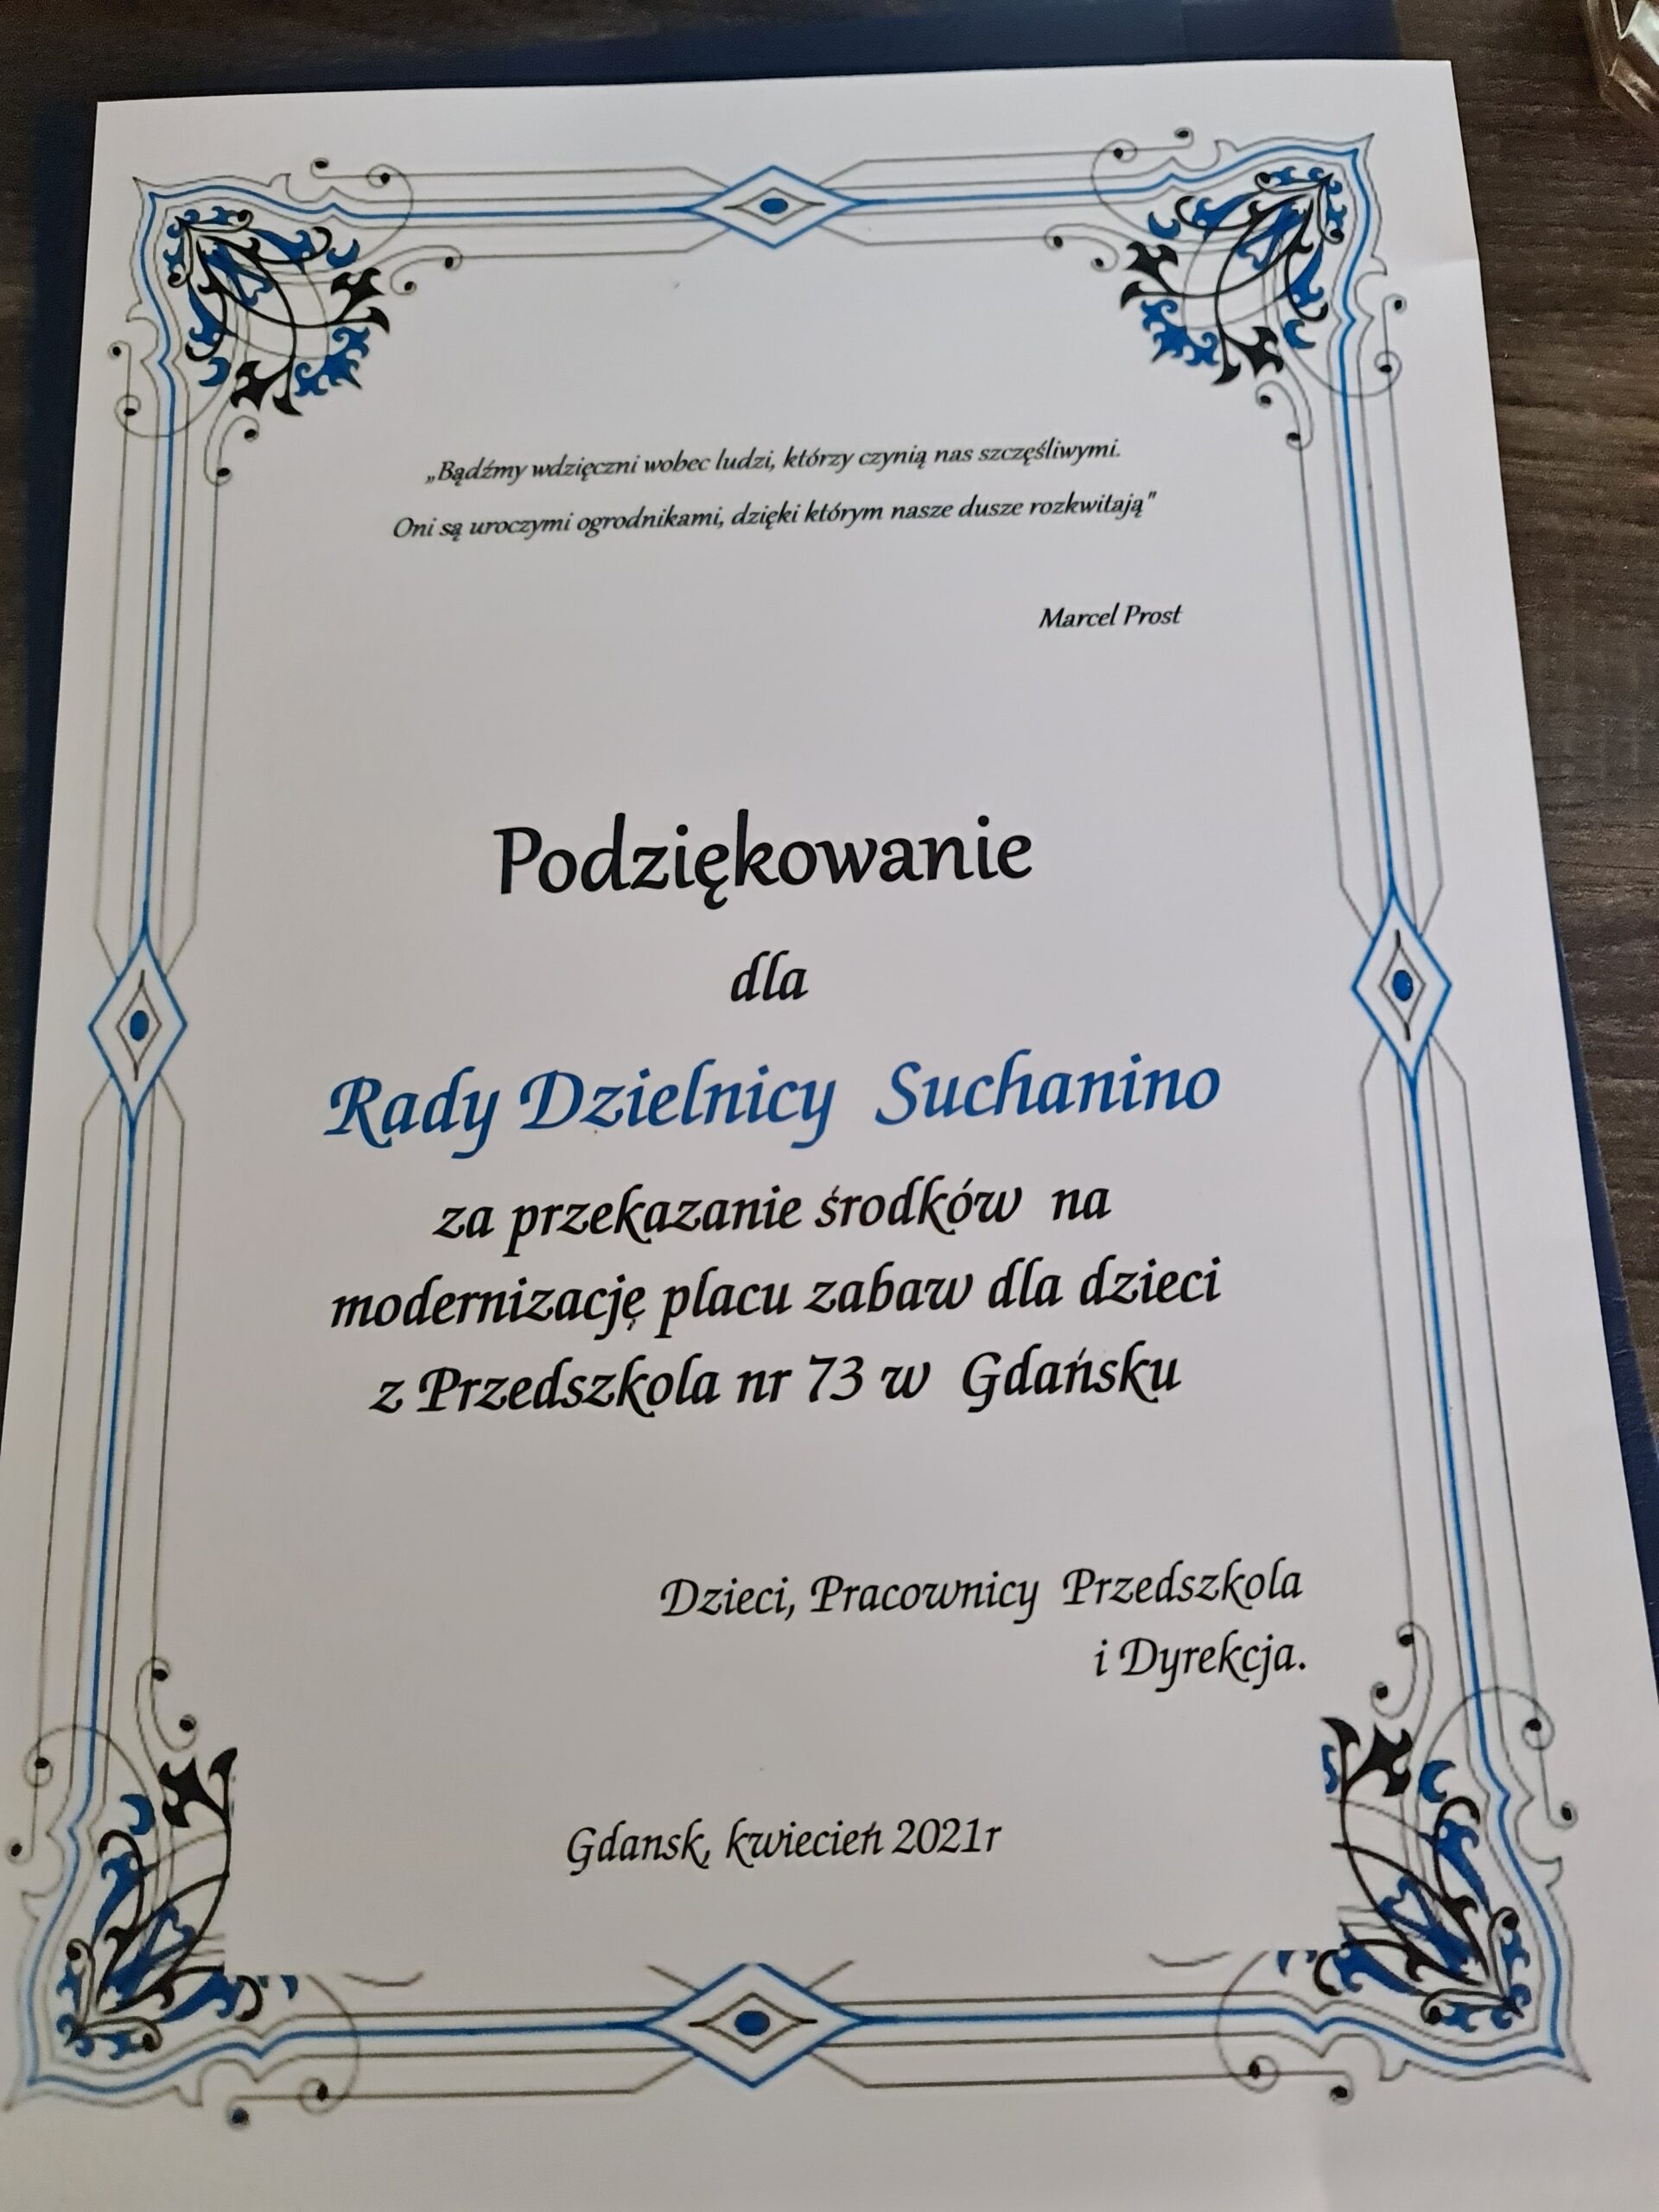 „Bądźmy wdzięczni wobec ludzi, którzy czynią nas szczęśliwymi.
Oni są uroczymi ogrodnikami, dzięki którym nasze dusze rozkwitają"
Marcel Prost
Podziękowanie
dla
Rady Dzielnicy Suchanino
za przekazanie środków na
modernizację placu zabaw dla dzieci
z Przedszkola nr 73 w Gdańsku
Dzieci, Pracownicy Przedszkola
i Dyrekcja.
Gdansk, kwiecień 2021r